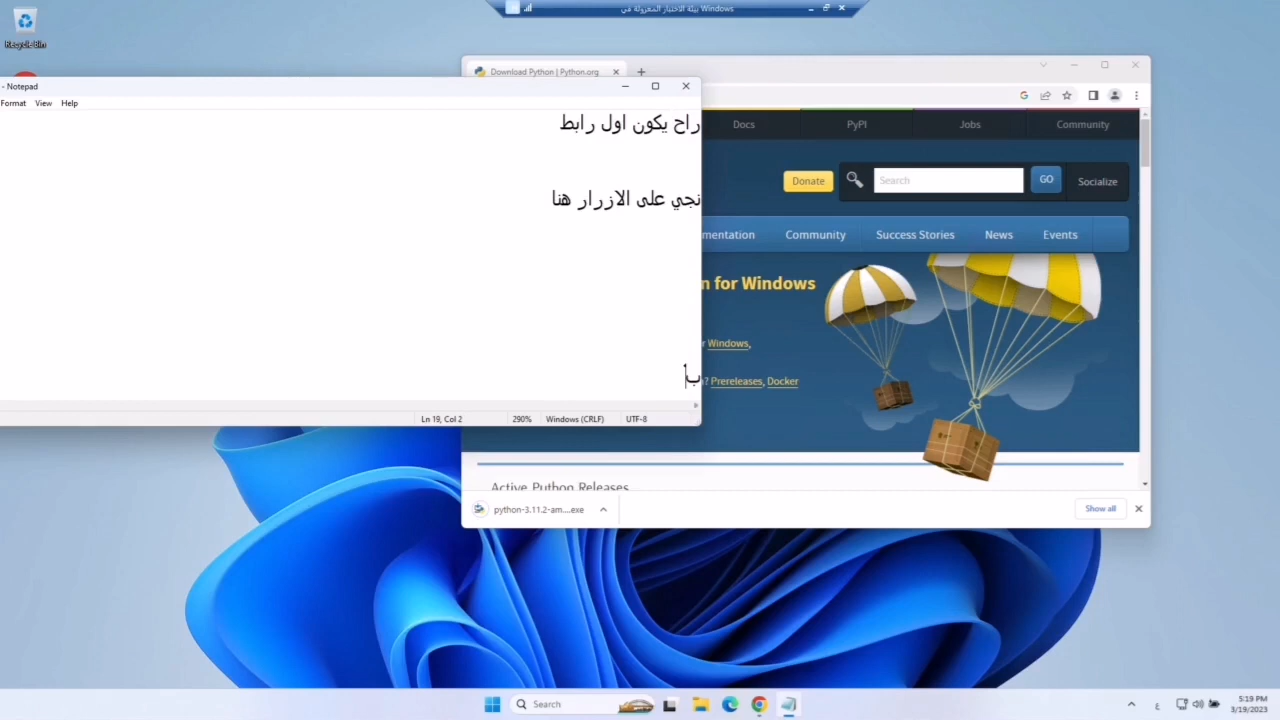 بيئة الاختبار المعزولة في Windows
Recycle Bin
Download Python | Python.org
- Notepad
Format View Help
راح يكون اول رابط
نجي على الازرار هنا
ب
Ln 19, Col 2
290%
Windows (CRLF)
UTF-8
Docs
PyPI
Jobs
Community
Donate
Search
GO
Socialize
mentation
Community
Success Stories
News
Events
n for Windows
r Windows,
? Prereleases, Docker
Active Python Releases
python-3.11.2-am....exe
Show all
Search
ع
5:19 PM
3/19/2023